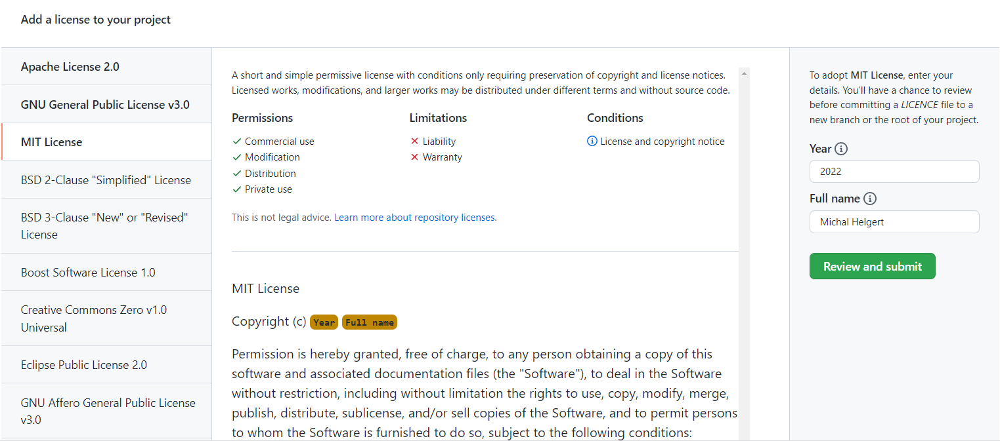 Add a license to your project
Apache License 2.0
GNU General Public License v3.0
MIT License
BSD 2-Clause "Simplified" License
BSD 3-Clause "New" or "Revised"
License
Boost Software License 1.0
Creative Commons Zero v1.0
Universal
Eclipse Public License 2.0
GNU Affero General Public License
v3.0
A short and simple permissive license with conditions only requiring preservation of copyright and license notices.
Licensed works, modifications, and larger works may be distributed under different terms and without source code.
Permissions
Commercial use
Modification
Distribution
Private use
Limitations
Liability
Warranty
Conditions
License and copyright notice
This is not legal advice. Learn more about repository licenses.
MIT License
Copyright (c) Year Full name
Permission is hereby granted, free of charge, to any person obtaining a copy of this
software and associated documentation files (the "Software"), to deal in the Software
without restriction, including without limitation the rights to use, copy, modify, merge,
publish, distribute, sublicense, and/or sell copies of the Software, and to permit persons
to whom the Software is furnished to do so, subject to the following conditions:
To adopt MIT License, enter your
details. You’ll have a chance to review
before committing a LICENCE file to a
new branch or the root of your project.
Year
2022
Full name
Michal Helgert
Review and submit